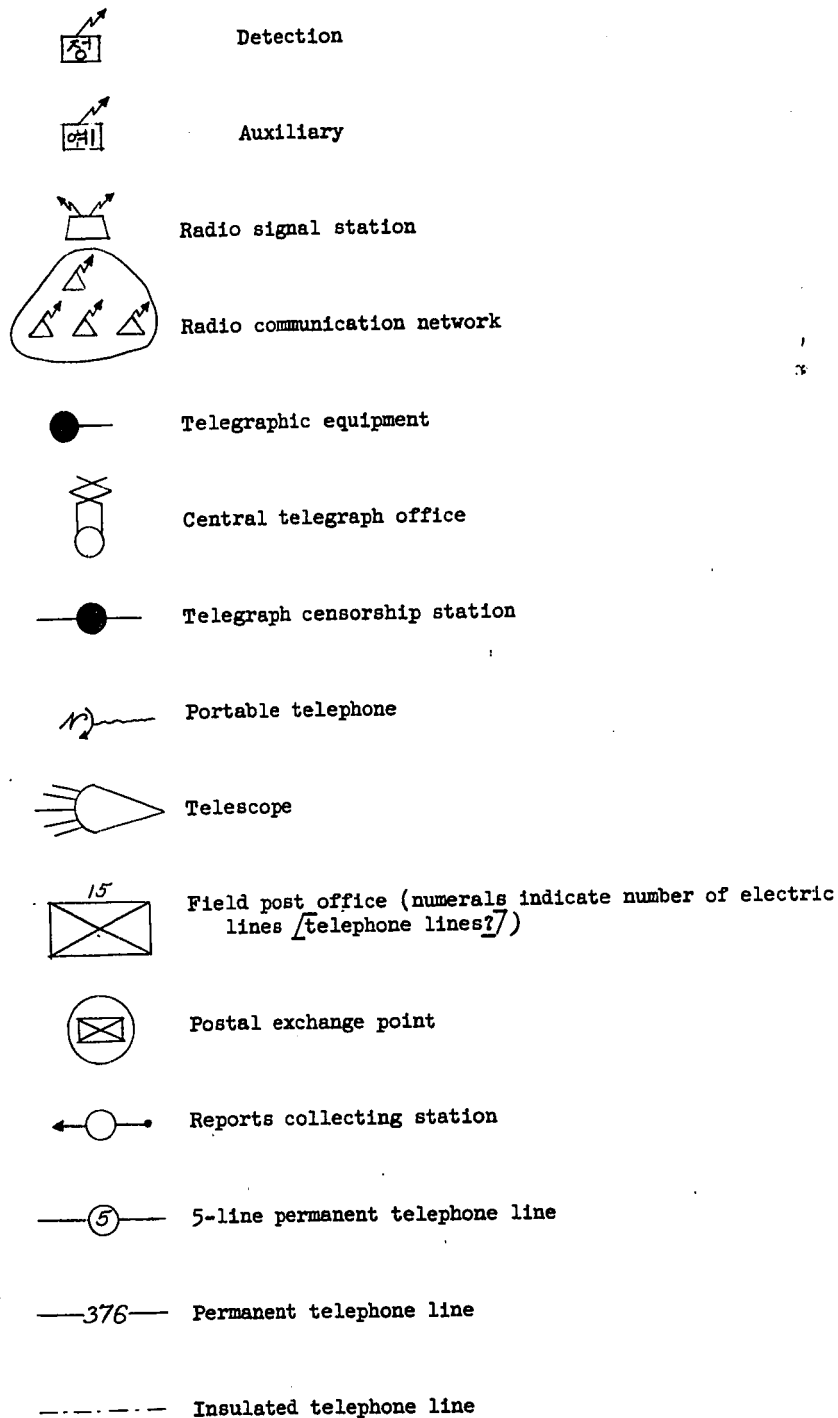 Detection
예
Auxiliary
Radio signal station
Radio communication network
Telegraphic equipment
Central telegraph office
Telegraph censorship station
Portable telephone
Telescope
15
Field post office (numerals indicate number of electric
lines /telephone lines?/)
Postal exchange point
Reports collecting station
5
5-line permanent telephone line
376
Permanent telephone line
Insulated telephone line